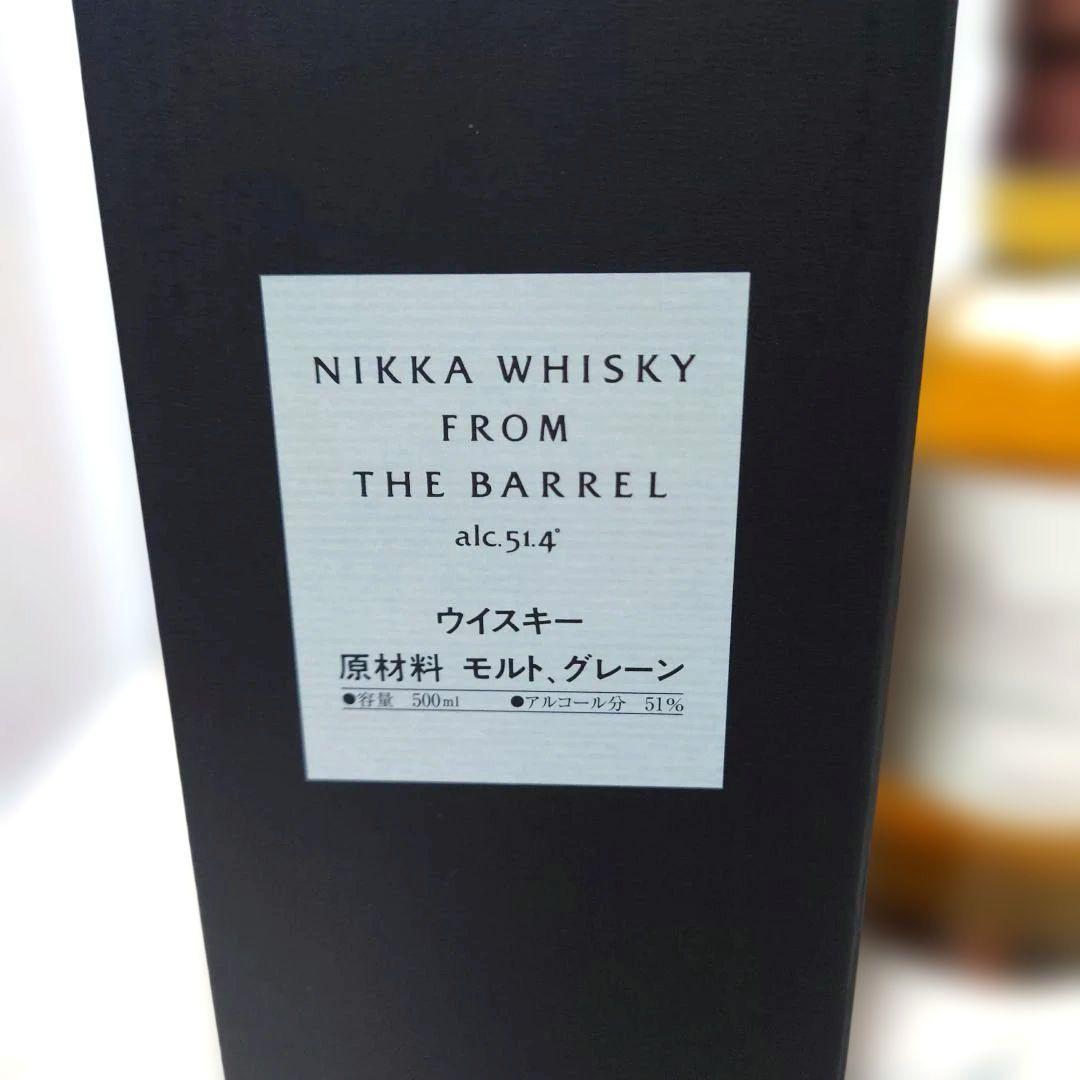 NIKKA WHISKY
FROM
THE BARREL
alc.51.4°
ウイスキー
原材料 モルト、グレーン
●容量 500ml ●アルコール分 51%